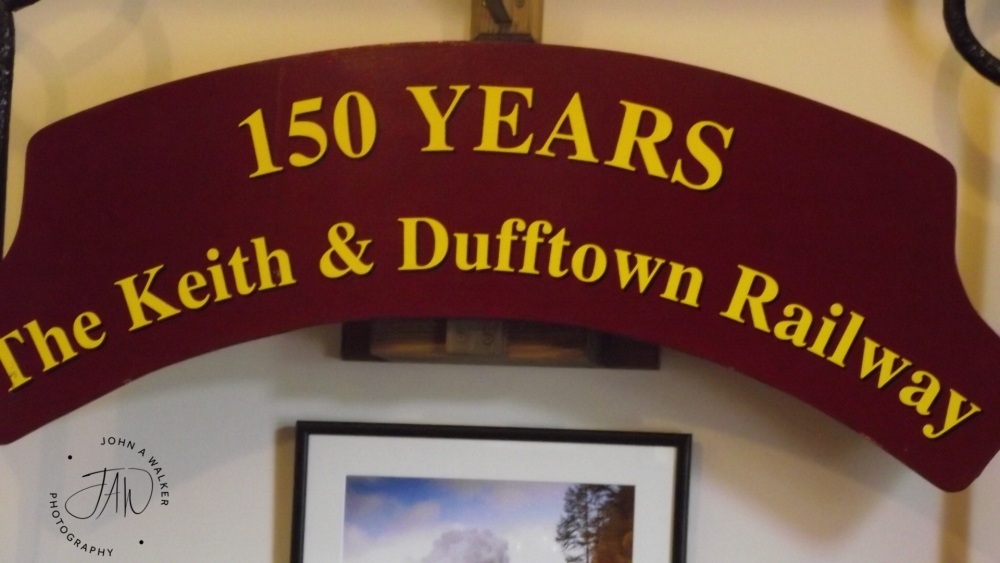 150 YEARS
The Keith & Dufftown Railway
JOHN A WALKER
JAW
PHOTOGRAPHY